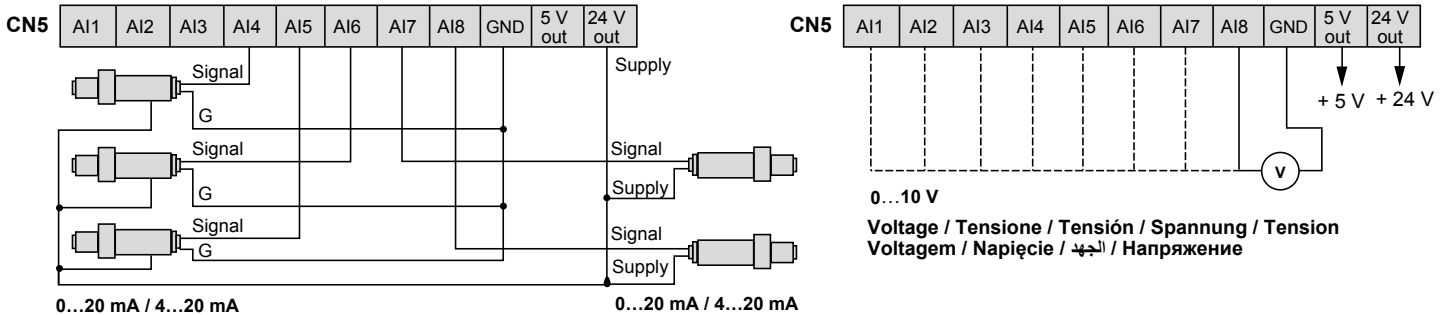 CN5 AI1 AI2 AI3 AI4 AI5 AI6 AI7 AI8 GND 5 V out 24 V out
Supply
Signal
G
Signal
G
Signal
G
Signal
Supply
Signal
Supply
0…20 mA / 4…20 mA
0…20 mA / 4…20 mA
CN5 AI1 AI2 AI3 AI4 AI5 AI6 AI7 AI8 GND 5 V out 24 V out
+ 5 V + 24 V
V
0…10 V
Voltage / Tensione / Tensión / Spannung / Tension
Voltagem / Napięcie / الجهد / Напряжение